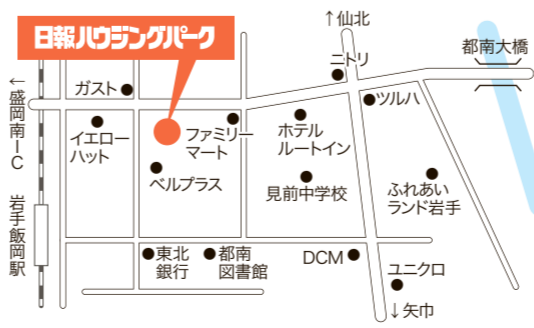 日報ハウジングパーク
↑仙北
都南大橋
ニトリ
ガスト
ツルハ
←盛岡南IC
イエロー
ハット
ファミリー
マート
ホテル
ルートイン
ベルプラス
見前中学校
ふれあい
ランド岩手
岩手飯岡駅
東北
銀行
都南
図書館
DCM
ユニクロ
↓矢巾